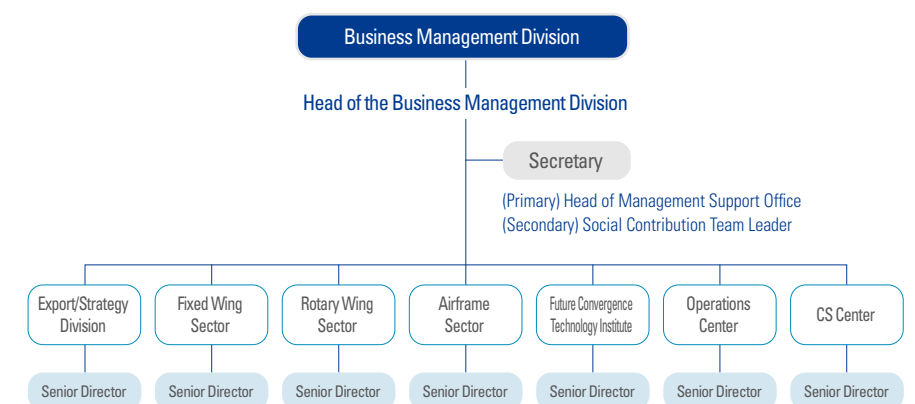 Business Management Division
Head of the Business Management Division
Secretary
(Primary) Head of Management Support Office
(Secondary) Social Contribution Team Leader
Export/Strategy
Division
Fixed Wing
Sector
Rotary Wing
Sector
Airframe
Sector
Future Convergence
Technology Institute
Operations
Center
CS Center
Senior Director
Senior Director
Senior Director
Senior Director
Senior Director
Senior Director
Senior Director